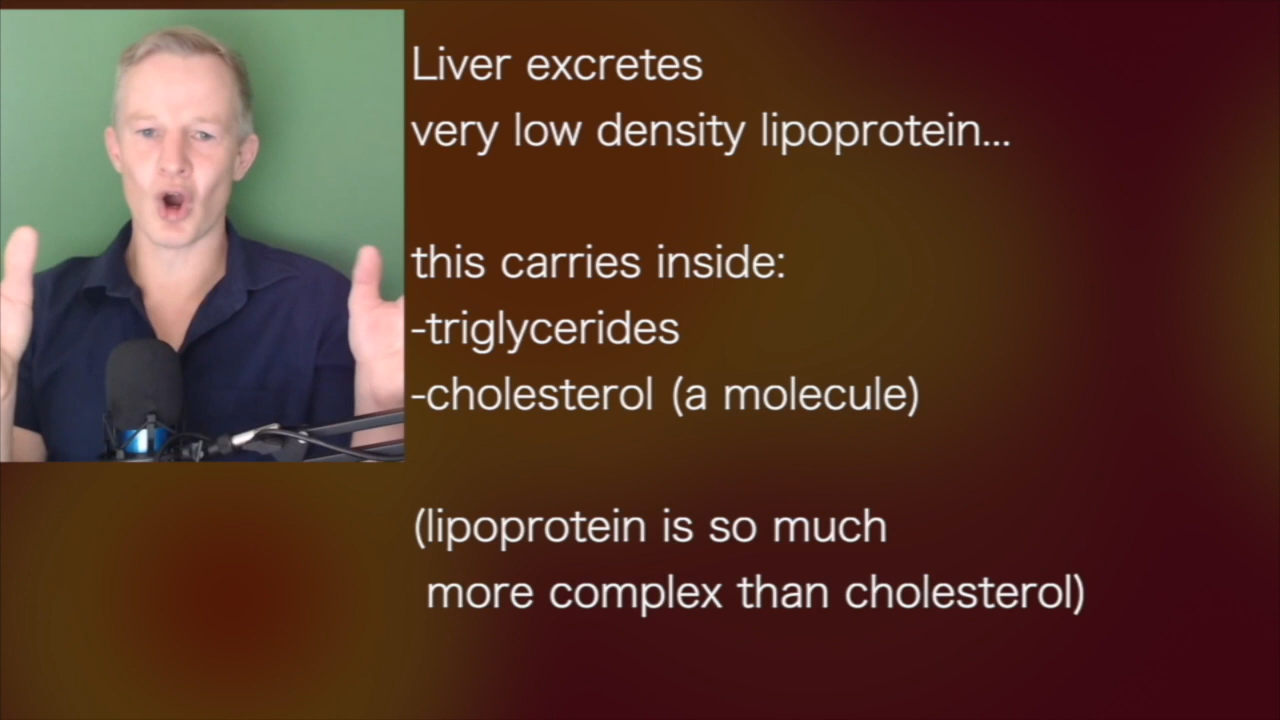 Liver excretes
very low density lipoprotein...
this carries inside:
-triglycerides
-cholesterol (a molecule)
(lipoprotein is so much
more complex than cholesterol)